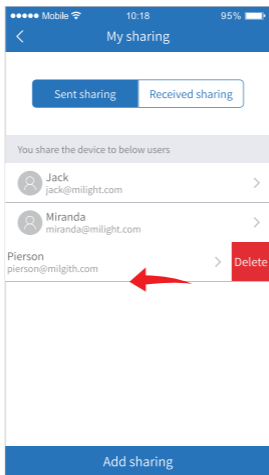 Mobile 10:18 95%
My sharing
Sent sharing Received sharing
You share the device to below users
Jack
jack@milight.com
Miranda
miranda@milight.com
Pierson
pierson@milgith.com
Delete
Add sharing